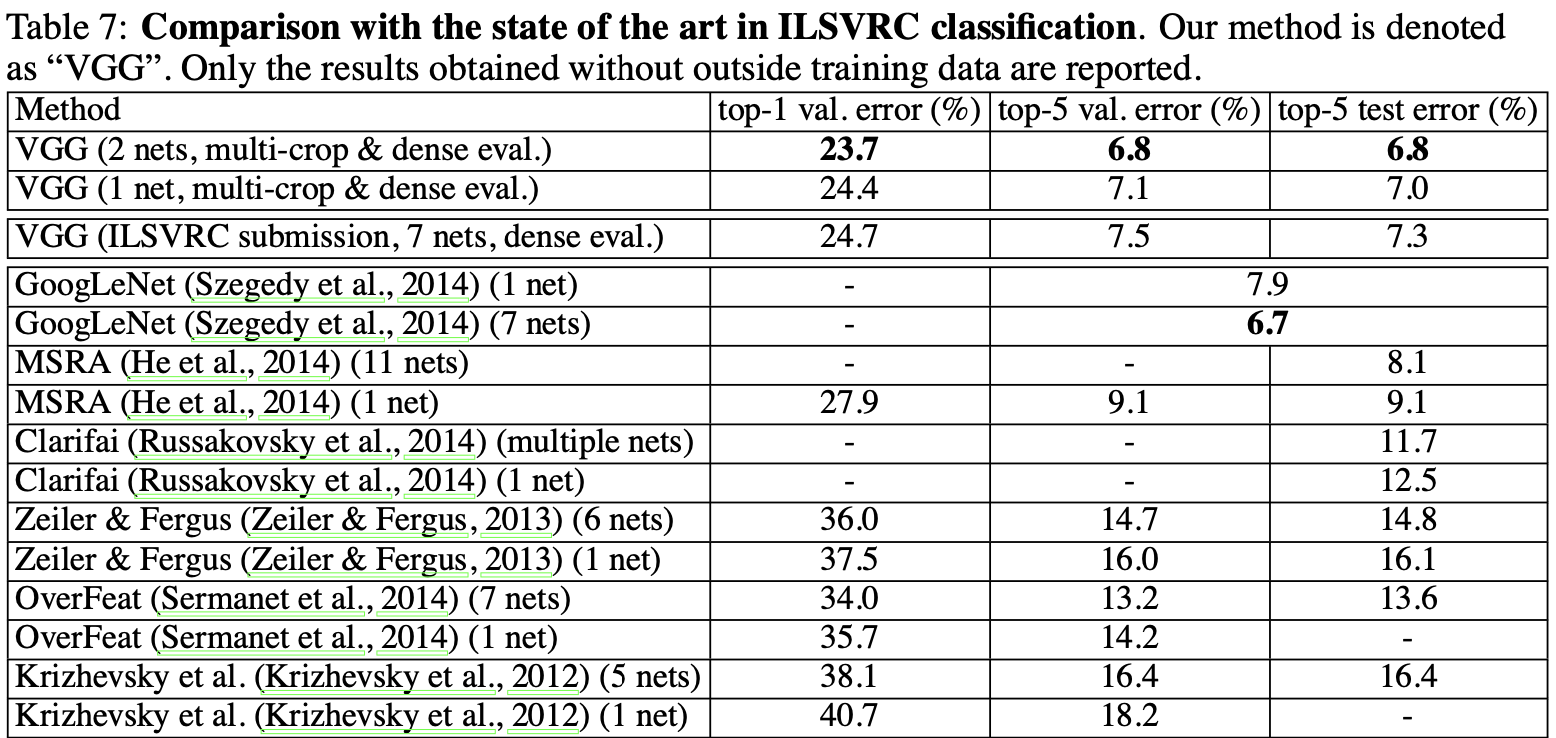 Table 7: Comparison with the state of the art in ILSVRC classification. Our method is denoted
as “VGG”. Only the results obtained without outside training data are reported.
Method top-1 val. error (%) top-5 val. error (%) top-5 test error (%)
VGG (2 nets, multi-crop & dense eval.) 23.7 6.8 6.8
VGG (1 net, multi-crop & dense eval.) 24.4 7.1 7.0
VGG (ILSVRC submission, 7 nets, dense eval.) 24.7 7.5 7.3
GoogLeNet (Szegedy et al., 2014) (1 net) - 7.9
GoogLeNet (Szegedy et al., 2014) (7 nets) - 6.7
MSRA (He et al., 2014) (11 nets) - - 8.1
MSRA (He et al., 2014) (1 net) 27.9 9.1 9.1
Clarifai (Russakovsky et al., 2014) (multiple nets) - - 11.7
Clarifai (Russakovsky et al., 2014) (1 net) - - 12.5
Zeiler & Fergus (Zeiler & Fergus, 2013) (6 nets) 36.0 14.7 14.8
Zeiler & Fergus (Zeiler & Fergus, 2013) (1 net) 37.5 16.0 16.1
OverFeat (Sermanet et al., 2014) (7 nets) 34.0 13.2 13.6
OverFeat (Sermanet et al., 2014) (1 net) 35.7 14.2 -
Krizhevsky et al. (Krizhevsky et al., 2012) (5 nets) 38.1 16.4 16.4
Krizhevsky et al. (Krizhevsky et al., 2012) (1 net) 40.7 18.2 -